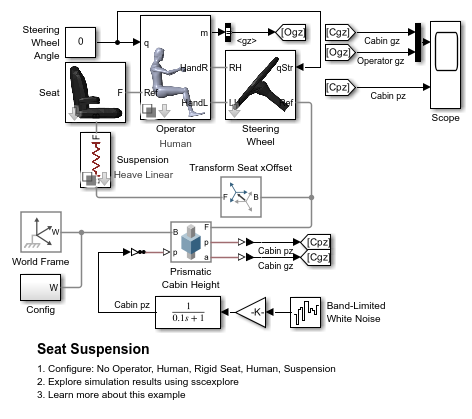 Steering
Wheel
Angle
0
q
m
<gz>
[Ogz]
[Cgz]
Cabin gz
[Ogz]
Operator gz
[Cpz]
Cabin pz
Scope
Seat
F
Ref
HandR
HandL
Operator
Human
RH
LH
qStr
Ref
Steering
Wheel
F
Suspension
Heave Linear
Transform Seat xOffset
F
B
World Frame
W
Config
W
B
F
p
p
a
Prismatic
Cabin Height
Cabin pz
Cabin gz
[Cpz]
[Cgz]
Cabin pz
1
0.1s + 1
-K-
Band-Limited
White Noise
Seat Suspension
1. Configure: No Operator, Human, Rigid Seat, Human, Suspension
2. Explore simulation results using sscexplore
3. Learn more about this example